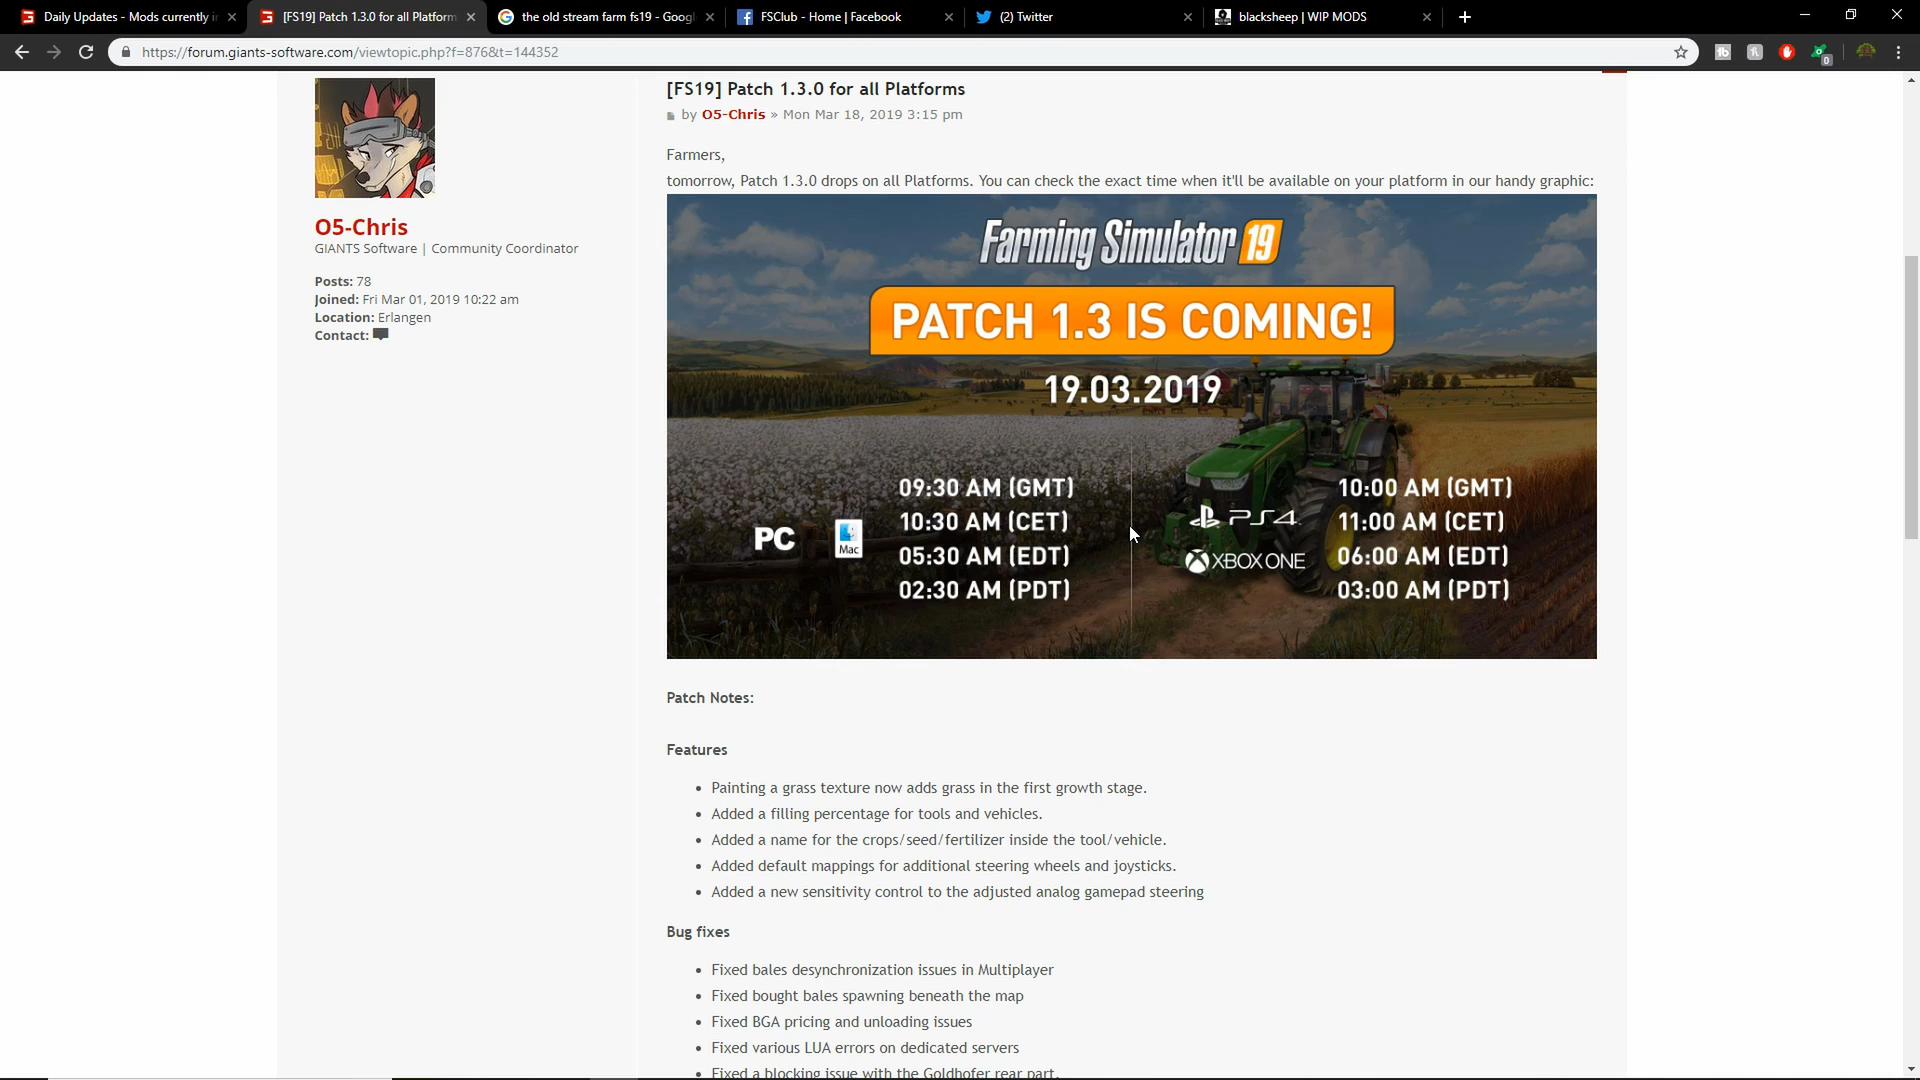 Daily Updates - Mods currently i
[FS19] Patch 1.3.0 for all Platform
the old stream farm fs19 - Goog
FSClub - Home | Facebook
(2) Twitter
blacksheep | WIP MODS
https://forum.giants-software.com/viewtopic.php?f=876&t=144352
0
O5-Chris
GIANTS Software | Community Coordinator
Posts: 78
Joined: Fri Mar 01, 2019 10:22 am
Location: Erlangen
Contact:
[FS19] Patch 1.3.0 for all Platforms
by O5-Chris » Mon Mar 18, 2019 3:15 pm
Farmers,
tomorrow, Patch 1.3.0 drops on all Platforms. You can check the exact time when it'll be available on your platform in our handy graphic:
Farming Simulator 19
PATCH 1.3 IS COMING!
19.03.2019
PC
Mac
09:30 AM (GMT)
10:30 AM (CET)
05:30 AM (EDT)
02:30 AM (PDT)
PS4
XBOX ONE
10:00 AM (GMT)
11:00 AM (CET)
06:00 AM (EDT)
03:00 AM (PDT)
Patch Notes:
Features
Painting a grass texture now adds grass in the first growth stage.
Added a filling percentage for tools and vehicles.
Added a name for the crops/seed/fertilizer inside the tool/vehicle.
Added default mappings for additional steering wheels and joysticks.
Added a new sensitivity control to the adjusted analog gamepad steering
Bug fixes
Fixed bales desynchronization issues in Multiplayer
Fixed bought bales spawning beneath the map
Fixed BGA pricing and unloading issues
Fixed various LUA errors on dedicated servers
Fixed a blocking issue with the Goldhofer rear part.